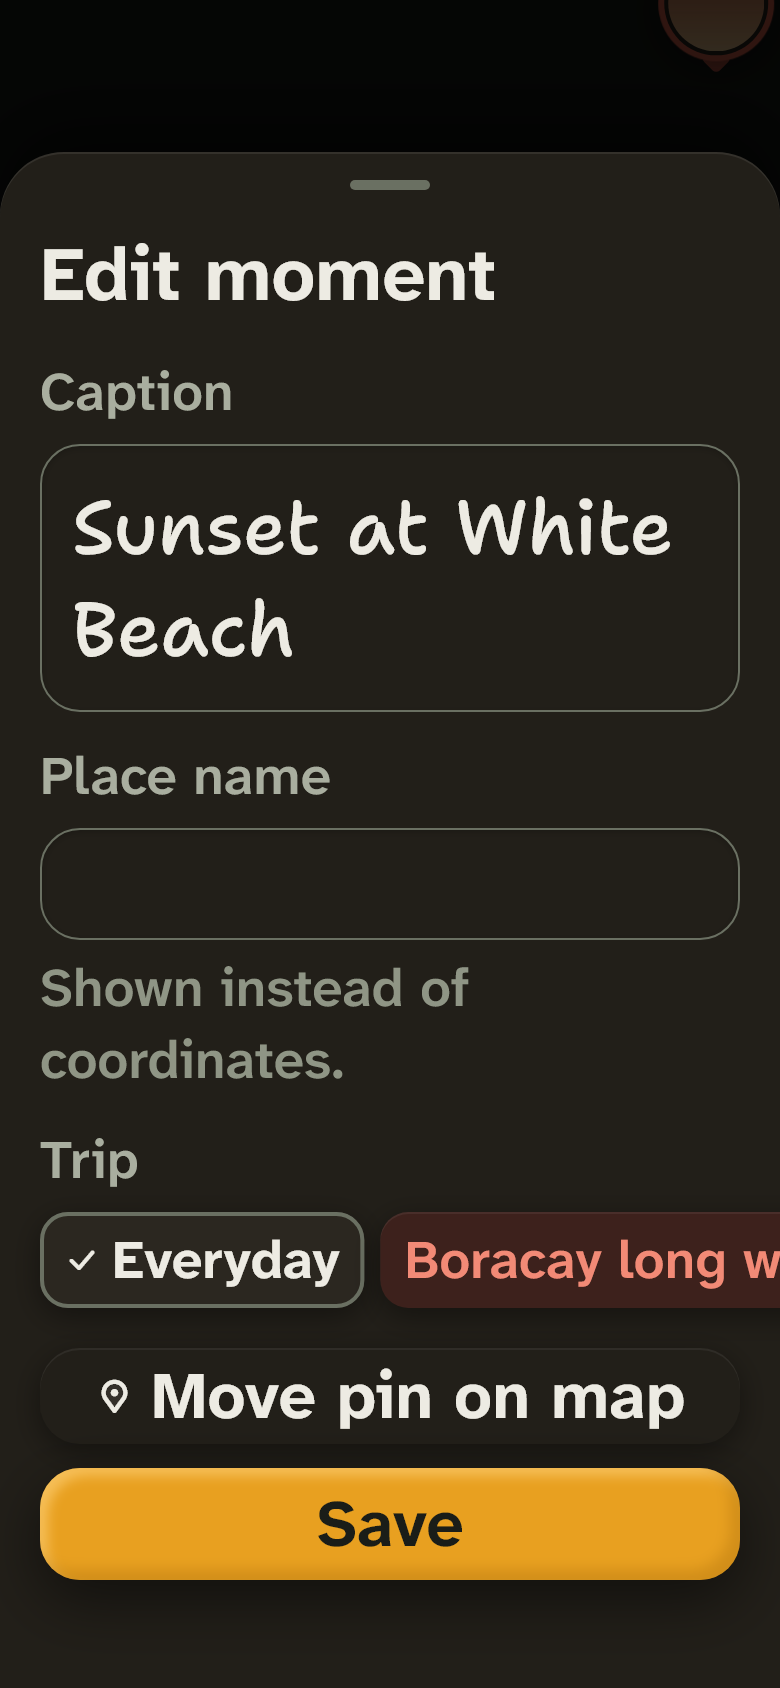 Edit moment
Caption
Sunset at White
Beach
Place name
Shown instead of
coordinates.
Trip
Everyday
Boracay long w
Move pin on map
Save